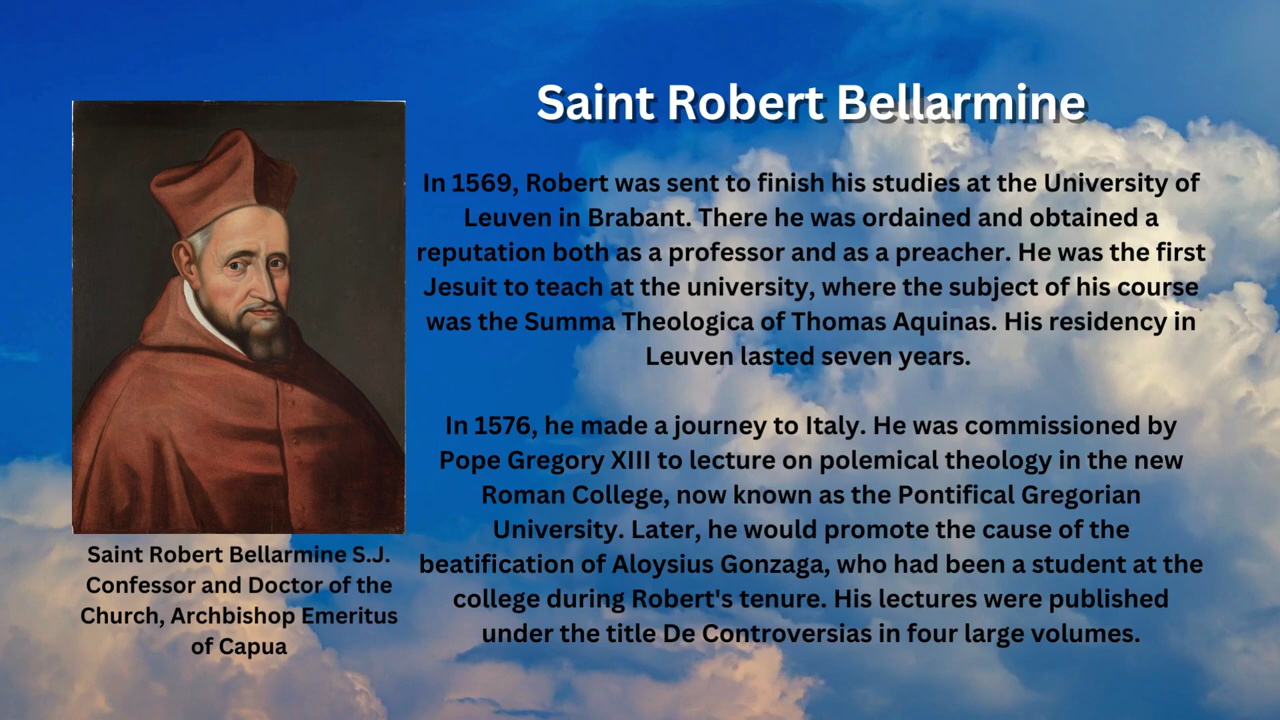 Saint Robert Bellarmine
In 1569, Robert was sent to finish his studies at the University of
Leuven in Brabant. There he was ordained and obtained a
reputation both as a professor and as a preacher. He was the first
Jesuit to teach at the university, where the subject of his course
was the Summa Theologica of Thomas Aquinas. His residency in
Leuven lasted seven years.
In 1576, he made a journey to Italy. He was commissioned by
Pope Gregory XIII to lecture on polemical theology in the new
Roman College, now known as the Pontifical Gregorian
University. Later, he would promote the cause of the
beatification of Aloysius Gonzaga, who had been a student at the
college during Robert's tenure. His lectures were published
under the title De Controversias in four large volumes.
Saint Robert Bellarmine S.J.
Confessor and Doctor of the
Church, Archbishop Emeritus
of Capua